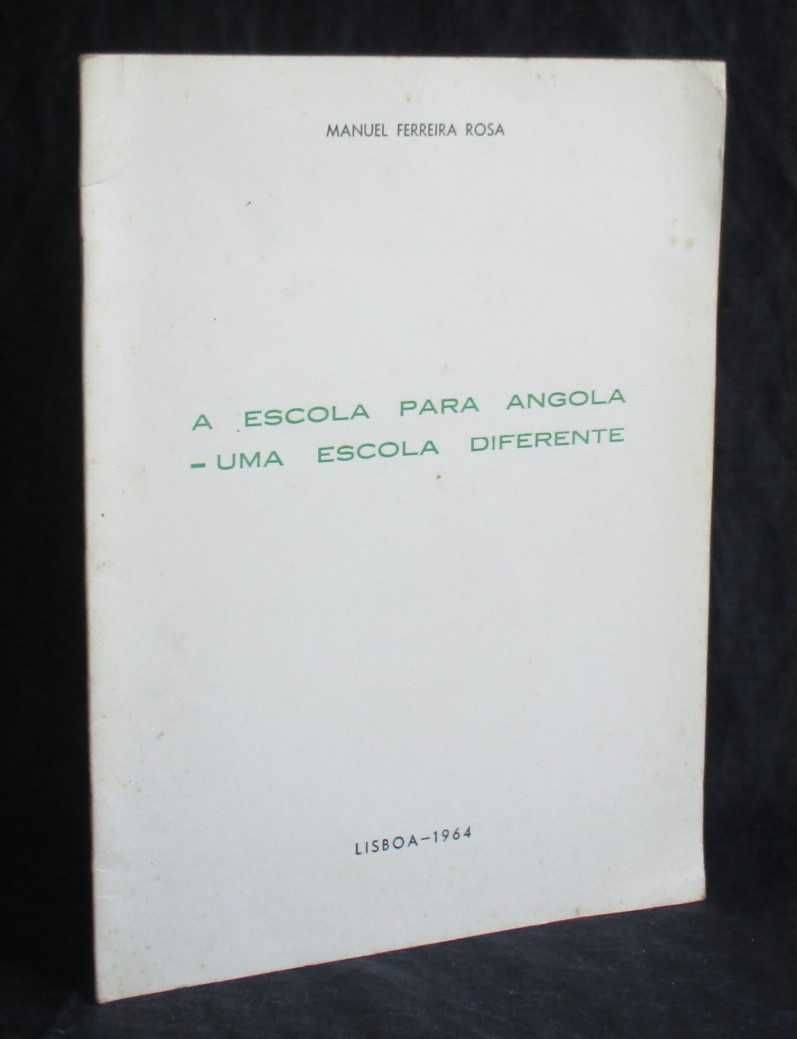 MANUEL FERREIRA ROSA
A ESCOLA PARA ANGOLA
- UMA ESCOLA DIFERENTE
LISBOA-1964